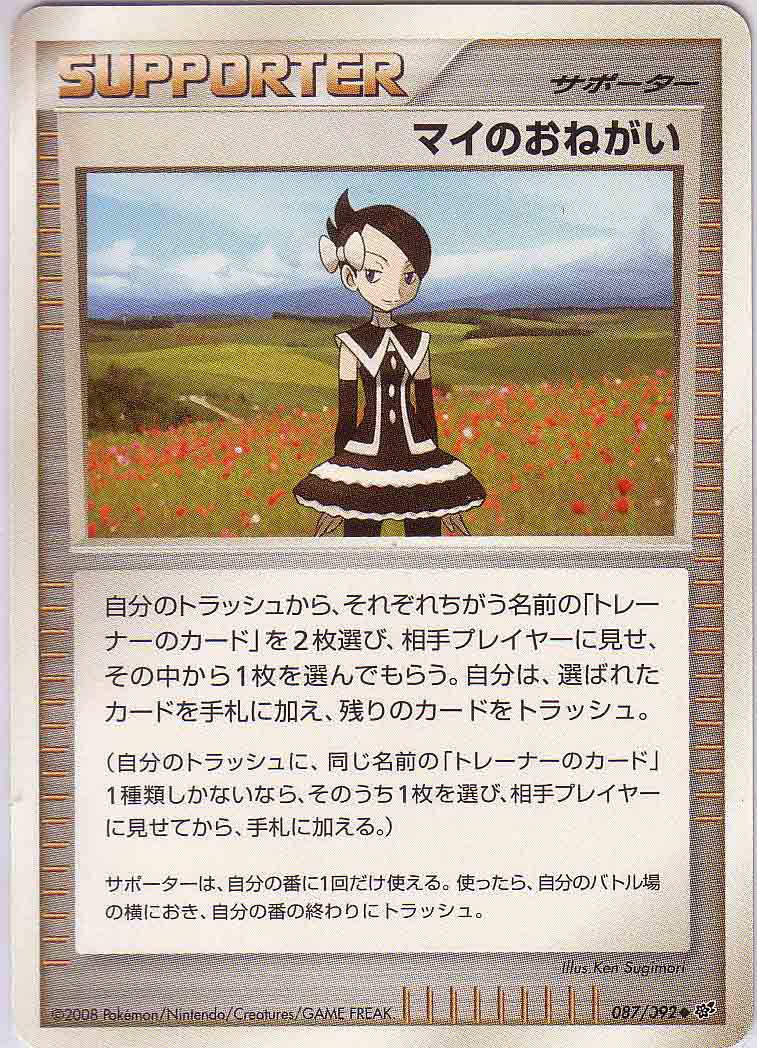 SUPPORTER
サポーター
マイのおねがい
自分のトラッシュから、それぞれちがう名前の「トレー
ナーのカード」を2枚選び、相手プレイヤーに見せ、
その中から1枚を選んでもらう。自分は、選ばれた
カードを手札に加え、残りのカードをトラッシュ。
(自分のトラッシュに、同じ名前の「トレーナーのカード」
1種類しかないなら、そのうち1枚を選び、相手プレイヤー
に見せてから、手札に加える。)
サポーターは、自分の番に1回だけ使える。使ったら、自分のバトル場
の横におき、自分の番の終わりにトラッシュ。
Illus.Ken Sugimori
©2008 Pokémon/Nintendo/Creatures/GAME FREAK.
087/092◆